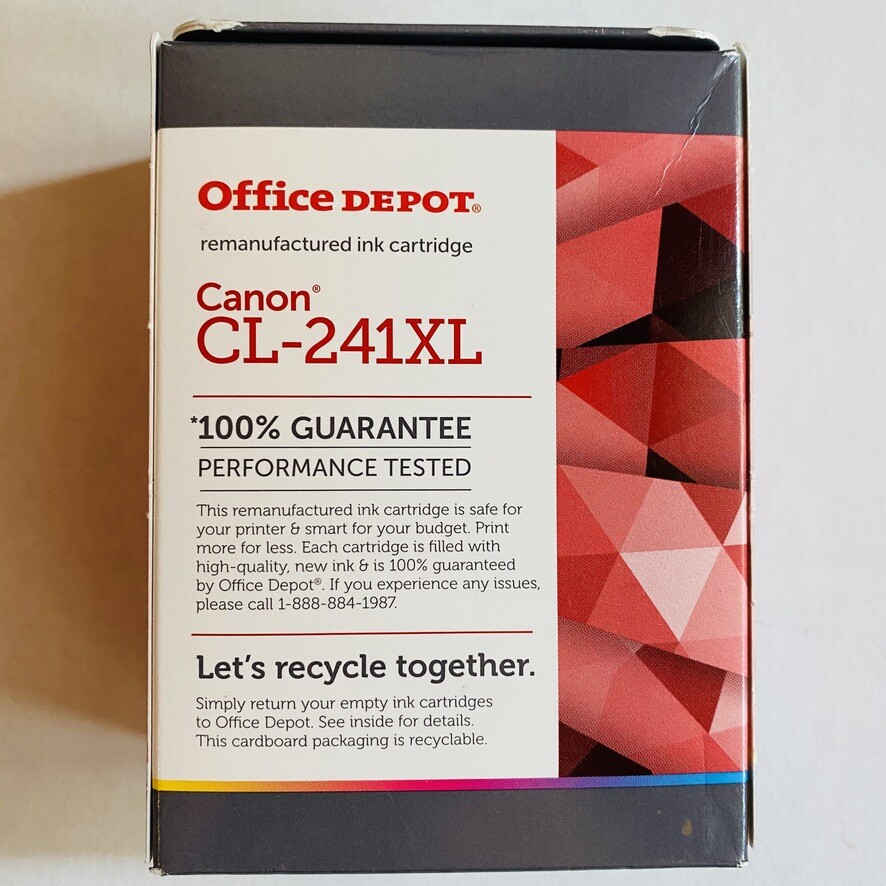 Office DEPOT®
remanufactured ink cartridge
Canon®
CL-241XL
*100% GUARANTEE
PERFORMANCE TESTED
This remanufactured ink cartridge is safe for
your printer & smart for your budget. Print
more for less. Each cartridge is filled with
high-quality, new ink & is 100% guaranteed
by Office Depot®. If you experience any issues,
please call 1-888-884-1987.
Let's recycle together.
Simply return your empty ink cartridges
to Office Depot. See inside for details.
This cardboard packaging is recyclable.